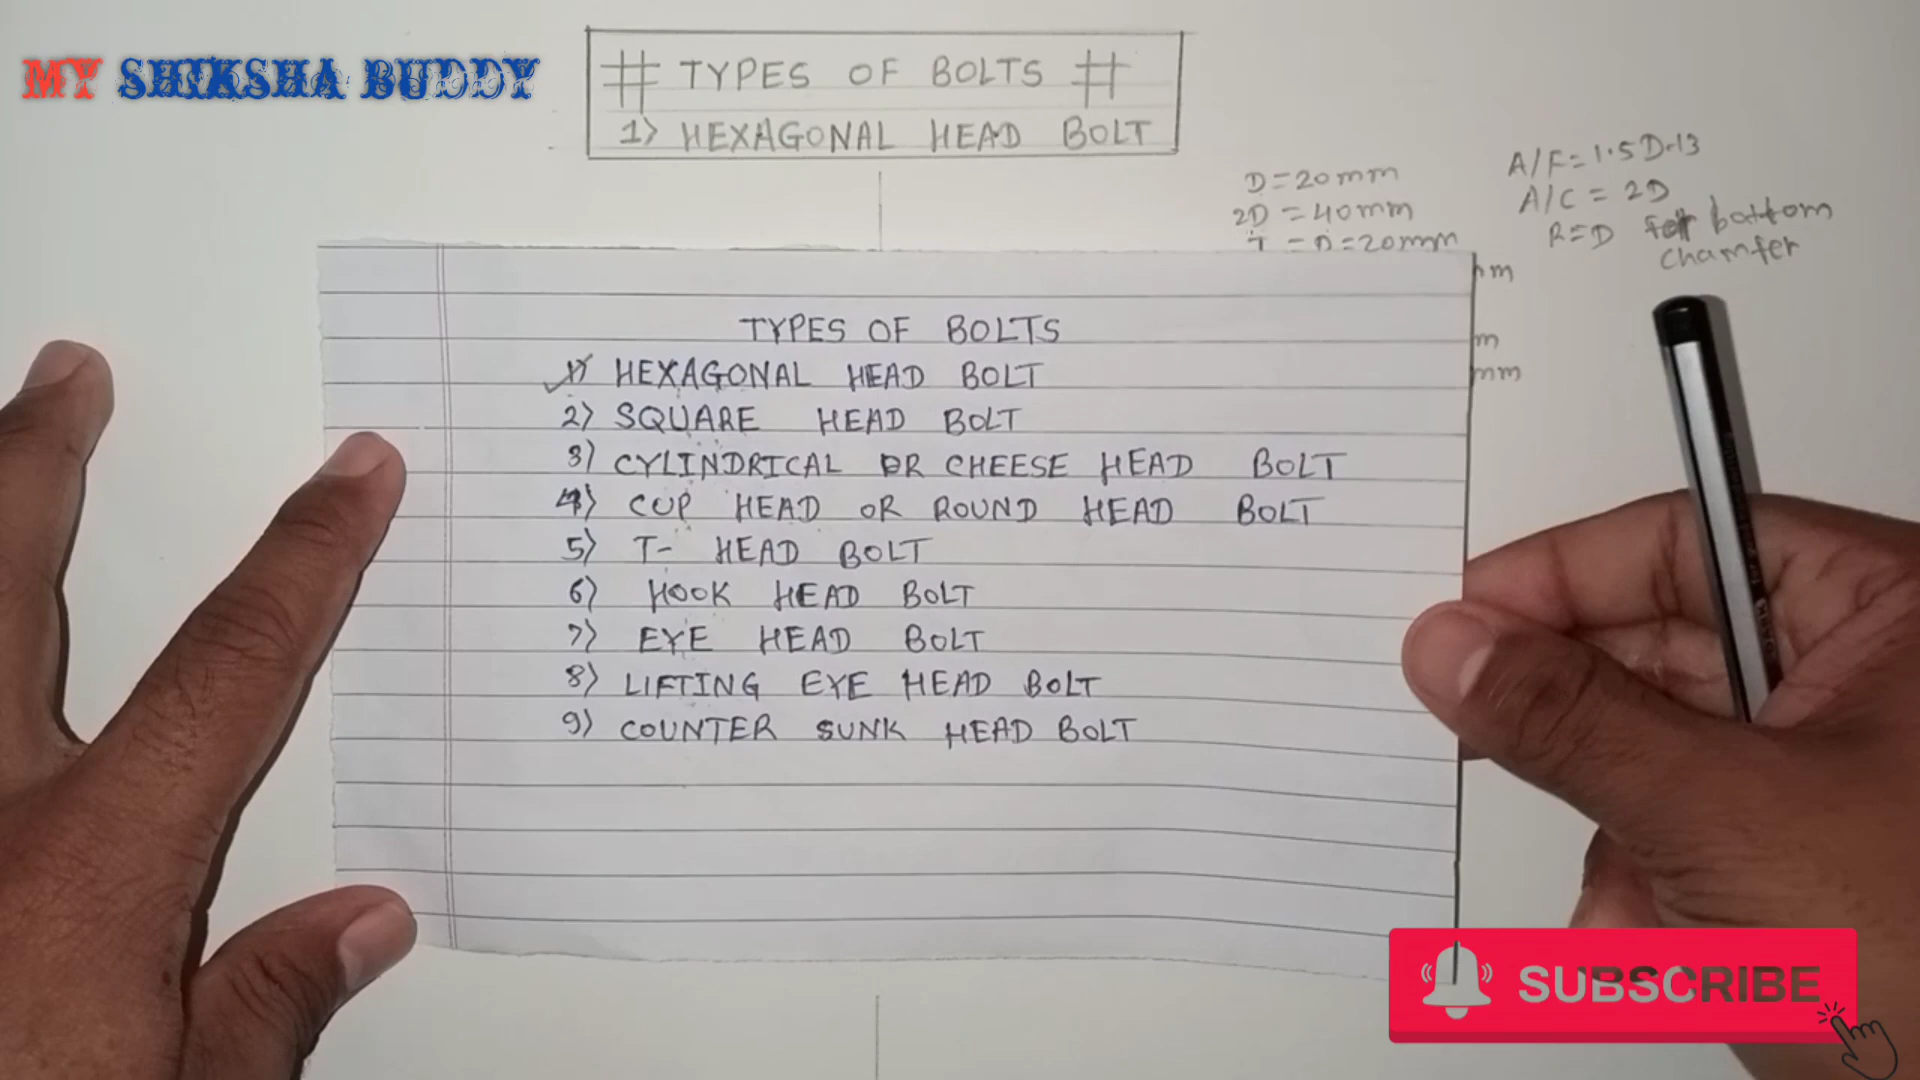 MY SHIKSHA BUDDY
# TYPES OF BOLTS #
1) HEXAGONAL HEAD BOLT
D = 20mm
2D = 40mm
T = D = 20mm
mm
m
mm
A/F = 1.5D+3
A/C = 2D
R = D for bottom
chamfer
TYPES OF BOLTS
1) HEXAGONAL HEAD BOLT
2) SQUARE HEAD BOLT
3) CYLINDRICAL OR CHEESE HEAD BOLT
4) CUP HEAD OR ROUND HEAD BOLT
5) T- HEAD BOLT
6) HOOK HEAD BOLT
7) EYE HEAD BOLT
8) LIFTING EYE HEAD BOLT
9) COUNTER SUNK HEAD BOLT
SUBSCRIBE